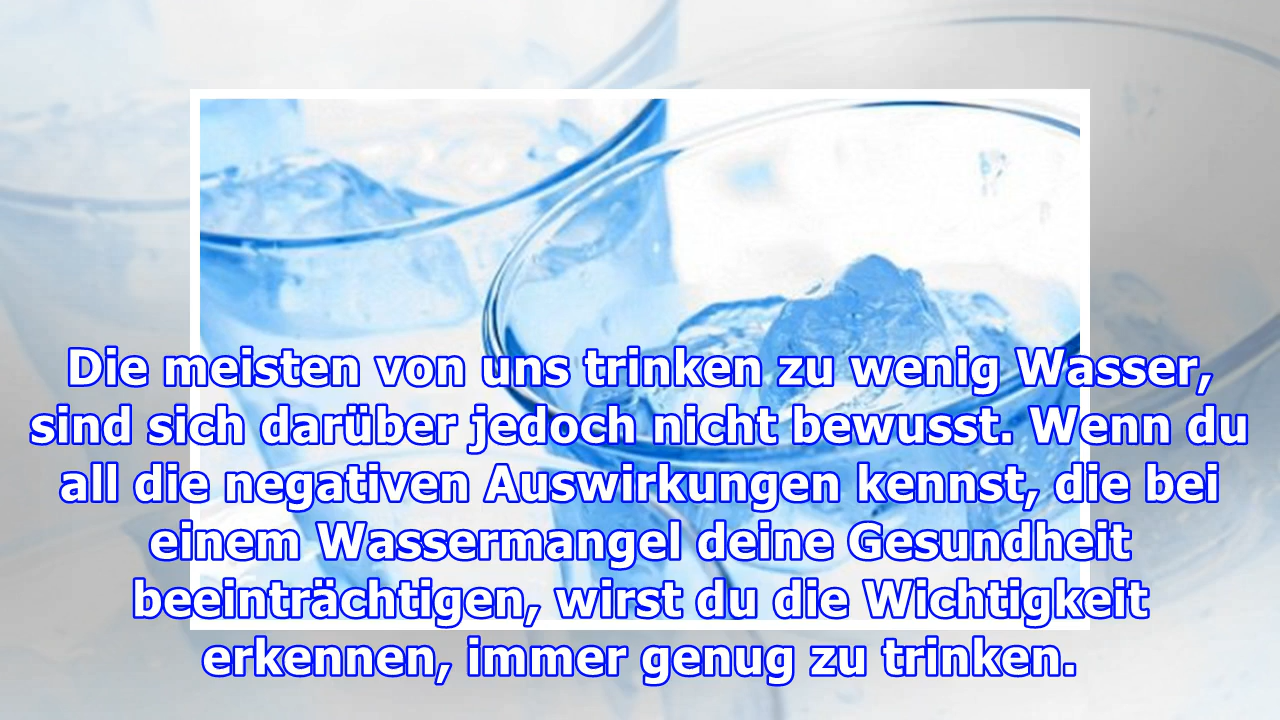 Die meisten von uns trinken zu wenig Wasser,
sind sich darüber jedoch nicht bewusst. Wenn du
all die negativen Auswirkungen kennst, die bei
einem Wassermangel deine Gesundheit
beeinträchtigen, wirst du die Wichtigkeit
erkennen, immer genug zu trinken.